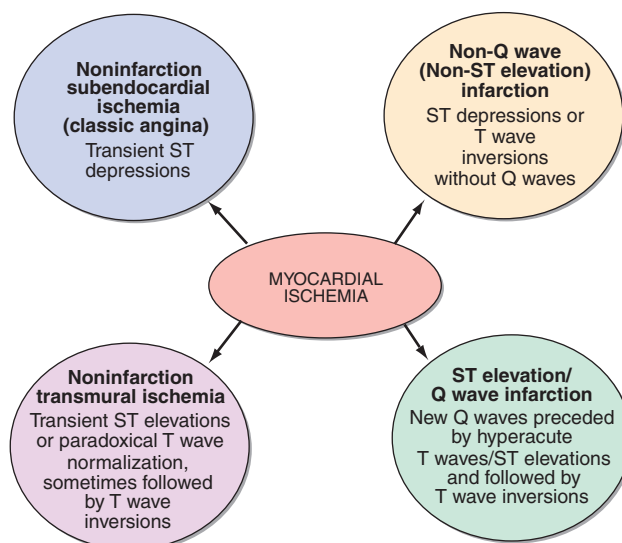 Noninfarction
subendocardial
ischemia
(classic angina)
Transient ST
depressions
Non-Q wave
(Non-ST elevation)
infarction
ST depressions or
T wave
inversions
without Q waves
MYOCARDIAL
ISCHEMIA
Noninfarction
transmural ischemia
Transient ST elevations
or paradoxical T wave
normalization,
sometimes followed
by T wave
inversions
ST elevation/
Q wave infarction
New Q waves preceded
by hyperacute
T waves/ST elevations
and followed by
T wave inversions